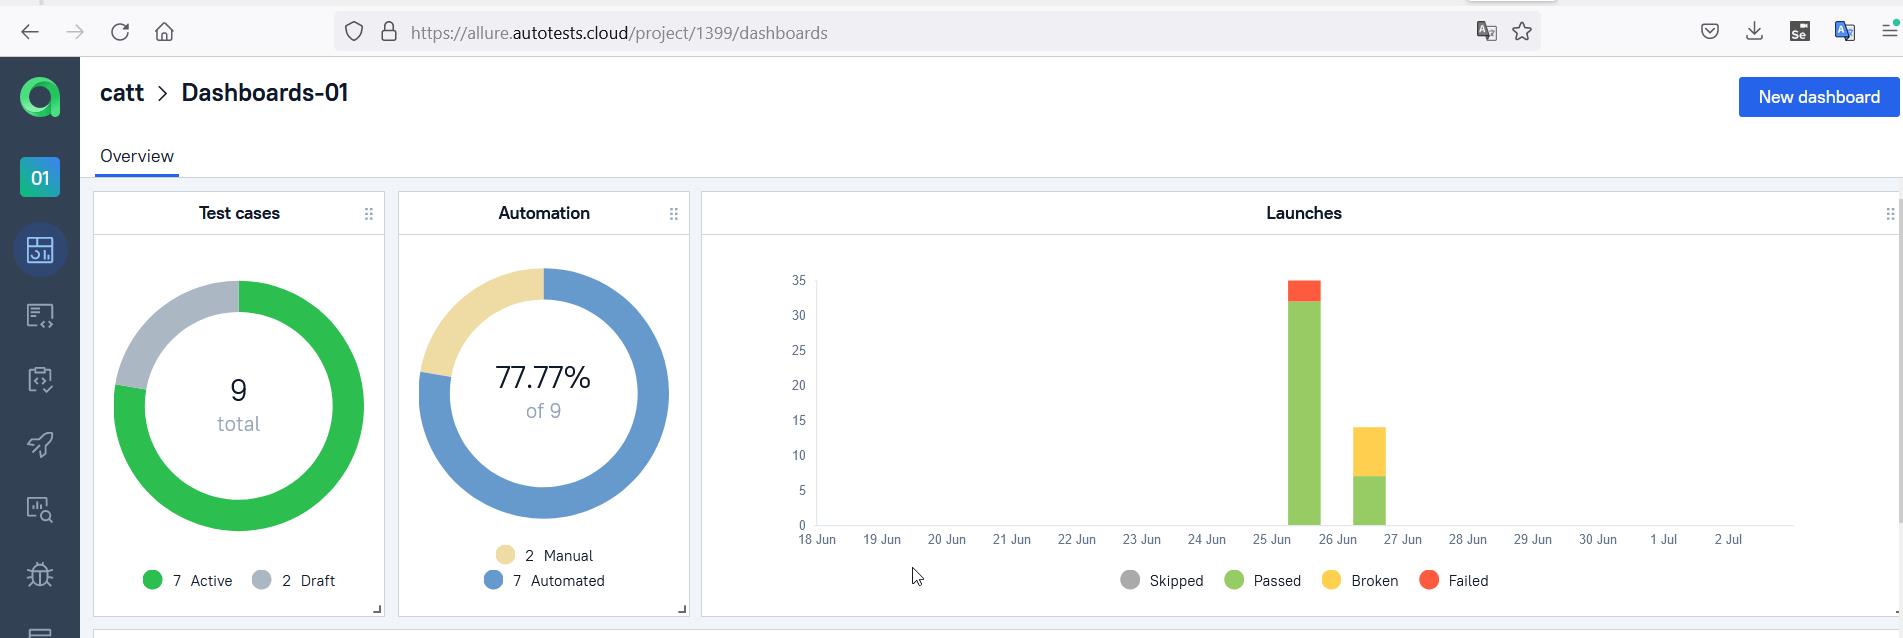 https://allure.autotests.cloud/project/1399/dashboards
Se
catt > Dashboards-01
New dashboard
Overview
01
Test cases
9
total
7 Active 2 Draft
Automation
77.77%
of 9
2 Manual
7 Automated
Launches
35
30
25
20
15
10
5
0
18 Jun 19 Jun 20 Jun 21 Jun 22 Jun 23 Jun 24 Jun 25 Jun 26 Jun 27 Jun 28 Jun 29 Jun 30 Jun 1 Jul 2 Jul
Skipped Passed Broken Failed